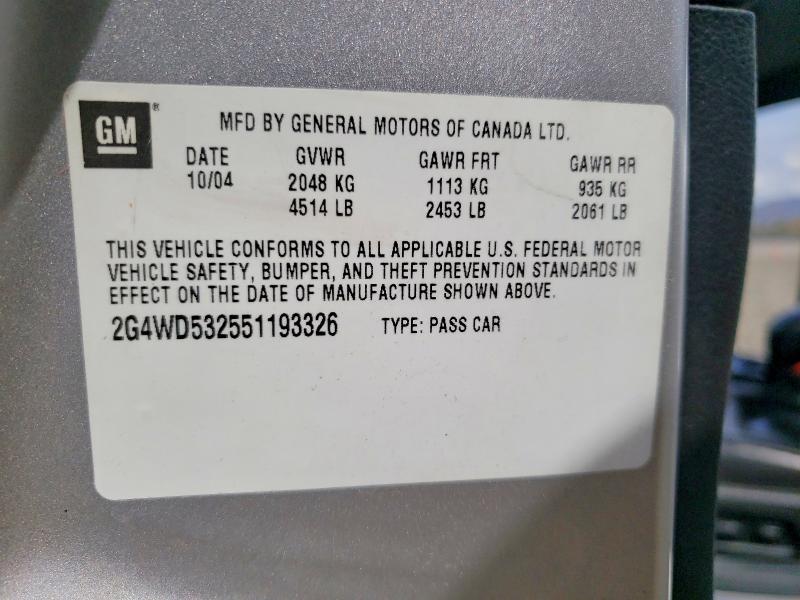 GM ®
MFD BY GENERAL MOTORS OF CANADA LTD.
DATE GVWR GAWR FRT GAWR RR
10/04 2048 KG 1113 KG 935 KG
4514 LB 2453 LB 2061 LB
THIS VEHICLE CONFORMS TO ALL APPLICABLE U.S. FEDERAL MOTOR
VEHICLE SAFETY, BUMPER, AND THEFT PREVENTION STANDARDS IN
EFFECT ON THE DATE OF MANUFACTURE SHOWN ABOVE.
2G4WD532551193326 TYPE: PASS CAR